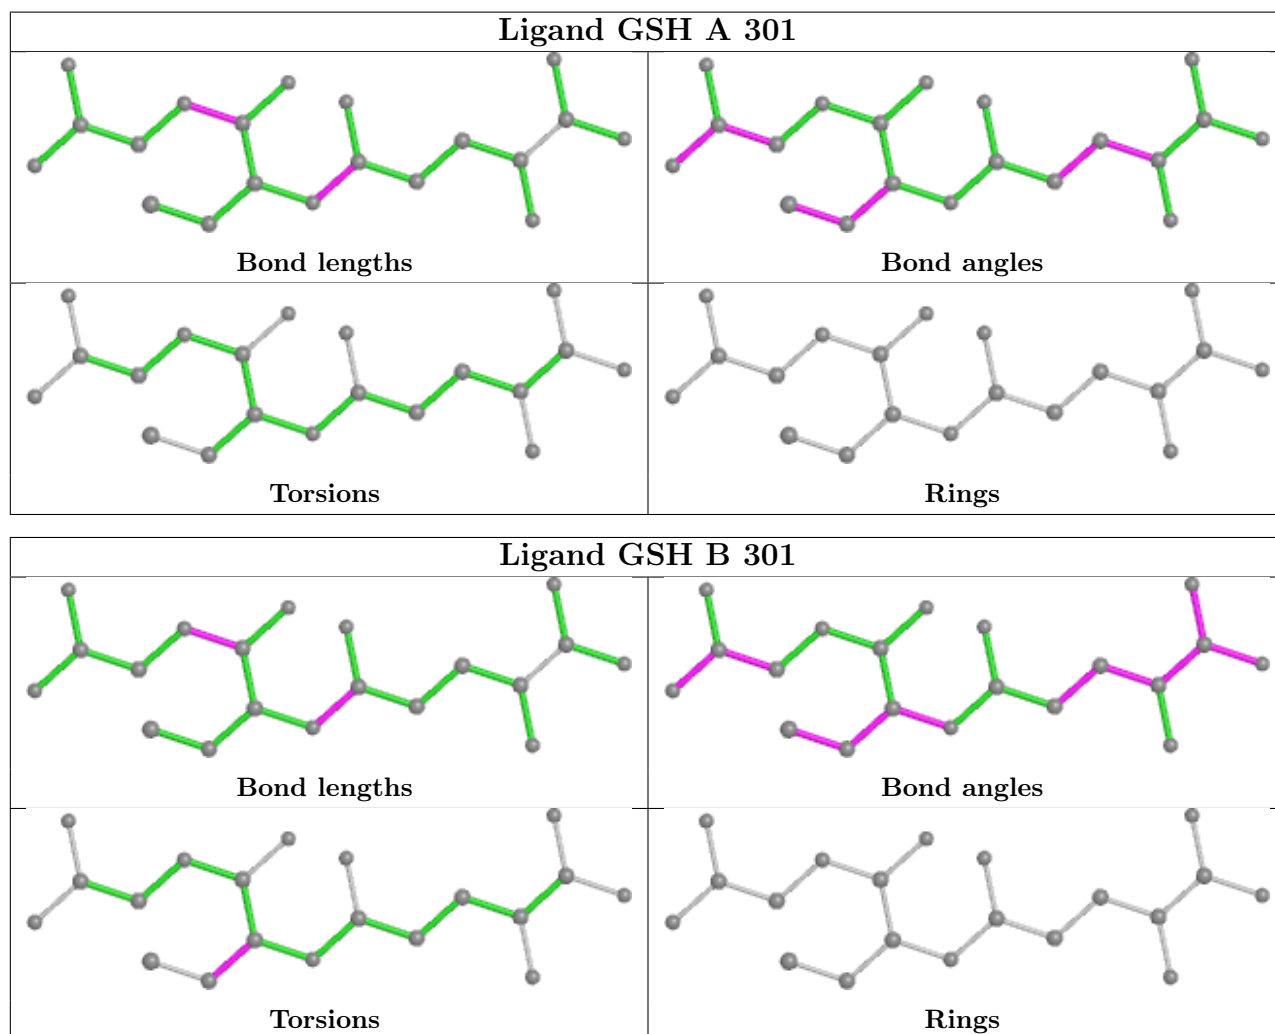 Ligand GSH A 301
Bond lengths
Bond angles
Torsions
Rings
Ligand GSH B 301
Bond lengths
Bond angles
Torsions
Rings